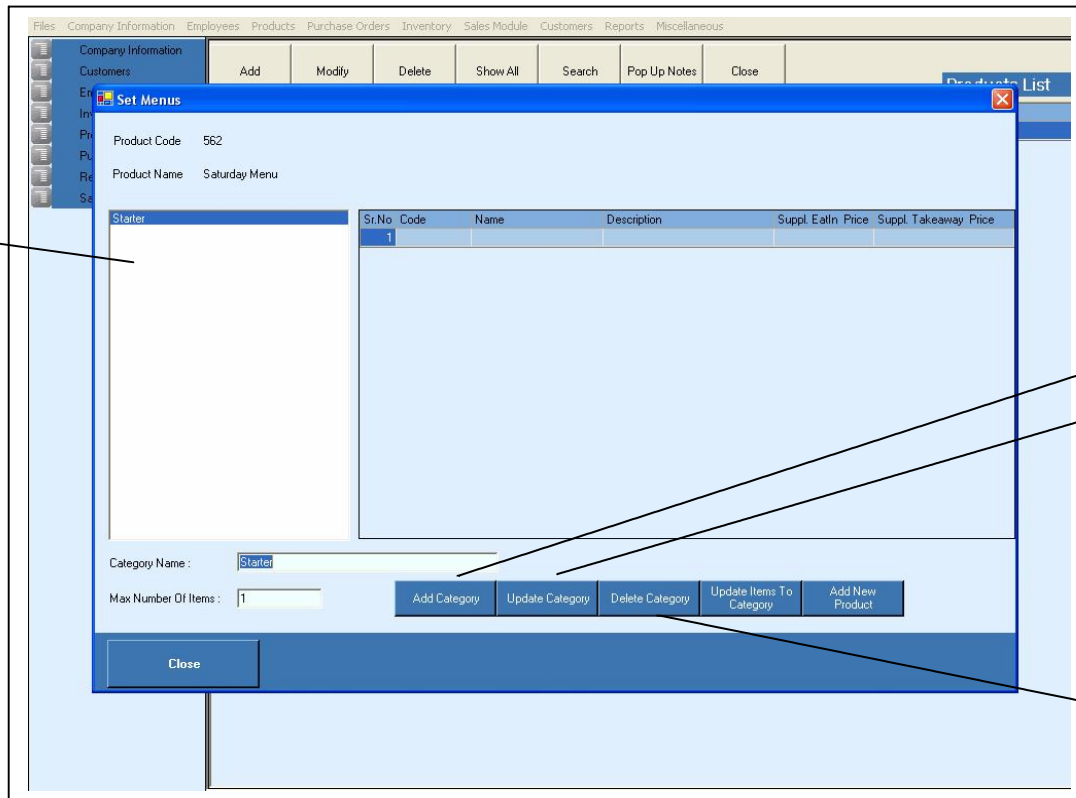 Files Company Information Employees Products Purchase Orders Inventory Sales Module Customers Reports Miscellaneous
Company Information
Customers
Add Modify Delete Show All Search Pop Up Notes Close
Products List
Set Menus
Product Code 562
Product Name Saturday Menu
Starter
Sr.No Code Name Description Suppl. EatIn Price Suppl. Takeaway Price
1
Category Name : Starter
Max Number Of Items : 1
Add Category Update Category Delete Category Update Items To Category Add New Product
Close